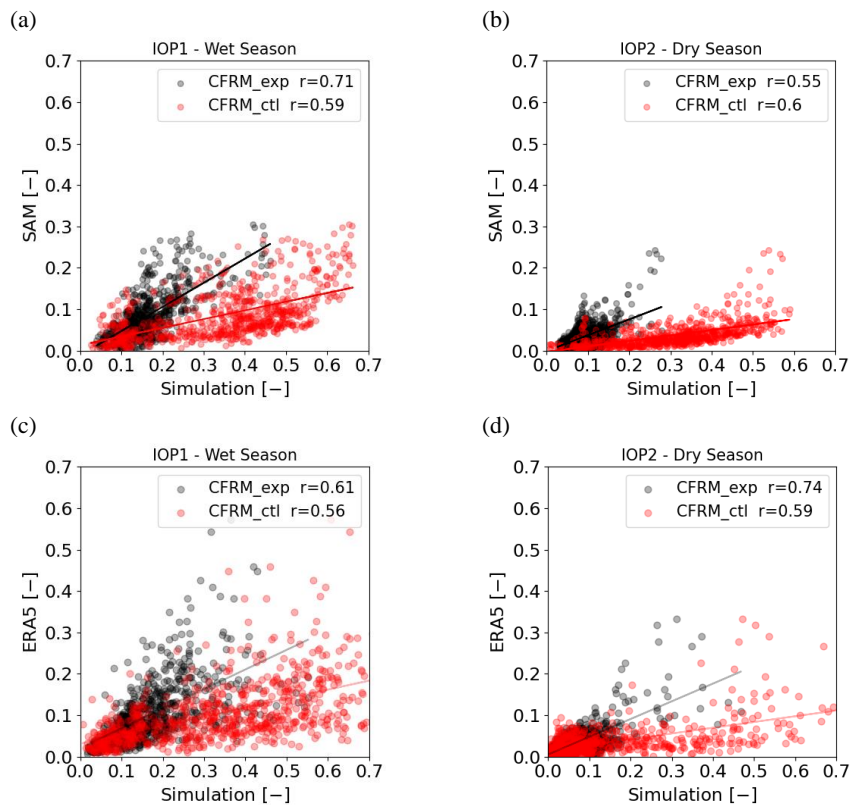 (a)
IOP1 - Wet Season
CFRM_exp r=0.71
CFRM_ctl r=0.59
SAM [−]
0.7
0.6
0.5
0.4
0.3
0.2
0.1
0.0
0.1 0.2 0.3 0.4 0.5 0.6 0.7
Simulation [−]
(b)
IOP2 - Dry Season
CFRM_exp r=0.55
CFRM_ctl r=0.6
SAM [−]
0.7
0.6
0.5
0.4
0.3
0.2
0.1
0.0
0.0 0.1 0.2 0.3 0.4 0.5 0.6 0.7
Simulation [−]
(c)
IOP1 - Wet Season
CFRM_exp r=0.61
CFRM_ctl r=0.56
ERA5 [−]
0.7
0.6
0.5
0.4
0.3
0.2
0.1
0.0
0.0 0.1 0.2 0.3 0.4 0.5 0.6 0.7
Simulation [−]
(d)
IOP2 - Dry Season
CFRM_exp r=0.74
CFRM_ctl r=0.59
ERA5 [−]
0.7
0.6
0.5
0.4
0.3
0.2
0.1
0.0
0.0 0.1 0.2 0.3 0.4 0.5 0.6 0.7
Simulation [−]